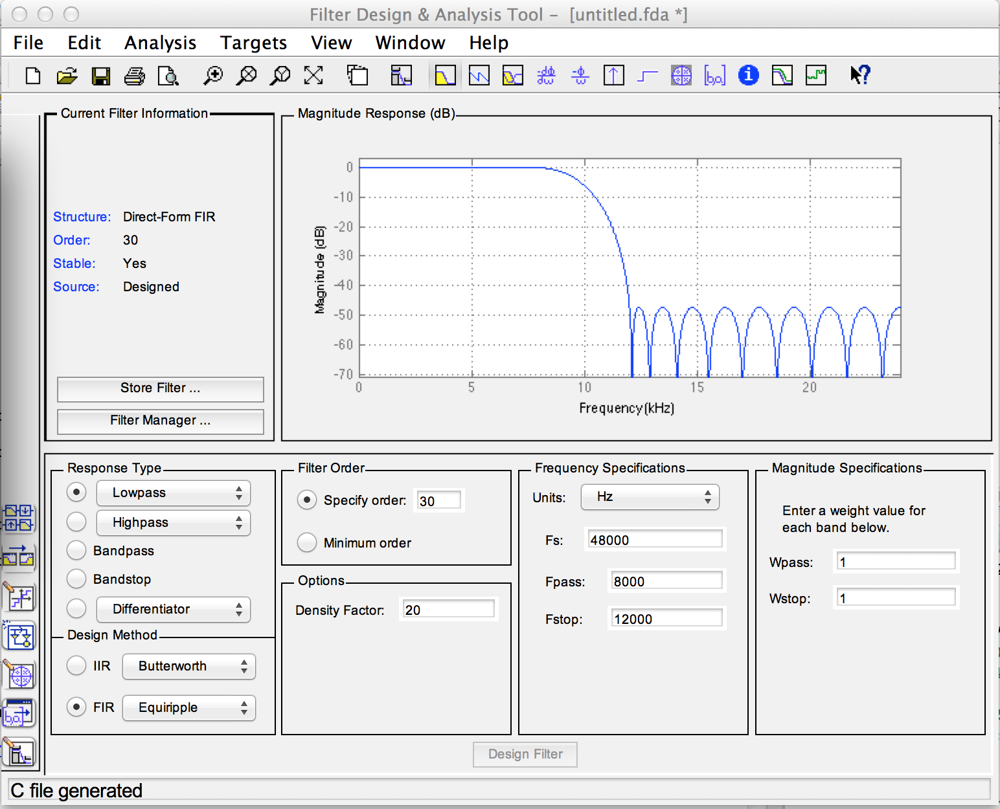 Filter Design & Analysis Tool – [untitled.fda *]
File Edit Analysis Targets View Window Help
Current Filter Information
Structure: Direct-Form FIR
Order: 30
Stable: Yes
Source: Designed
Store Filter ...
Filter Manager ...
Magnitude Response (dB)
0
-10
-20
-30
-40
-50
-60
-70
Magnitude (dB)
0 5 10 15 20
Frequency (kHz)
Response Type
Lowpass
Highpass
Bandpass
Bandstop
Differentiator
Design Method
IIR Butterworth
FIR Equiripple
Filter Order
Specify order: 30
Minimum order
Options
Density Factor: 20
Frequency Specifications
Units: Hz
Fs: 48000
Fpass: 8000
Fstop: 12000
Magnitude Specifications
Enter a weight value for
each band below.
Wpass: 1
Wstop: 1
Design Filter
C file generated